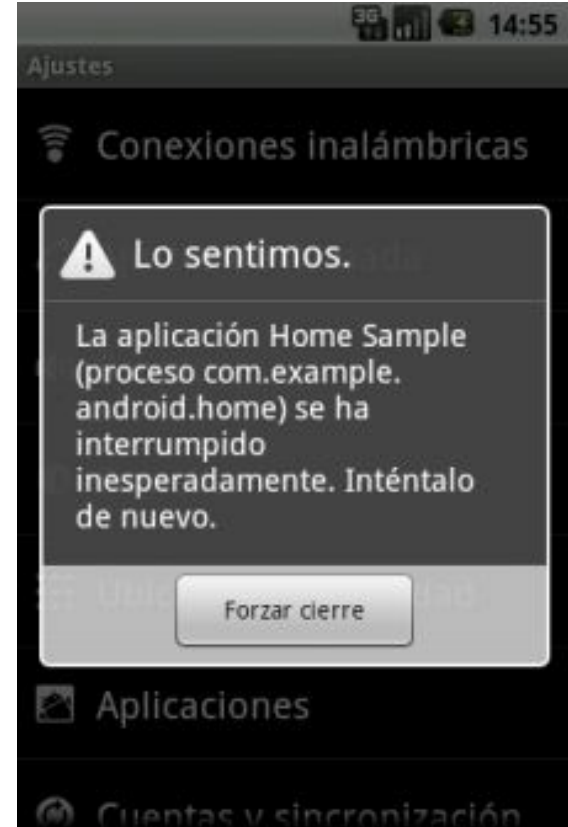 3G
14:55
Ajustes
Conexiones inalámbricas
Lo sentimos.
La aplicación Home Sample
(proceso com.example.
android.home) se ha
interrumpido
inesperadamente. Inténtalo
de nuevo.
Forzar cierre
Aplicaciones
Cuentas y sincronización